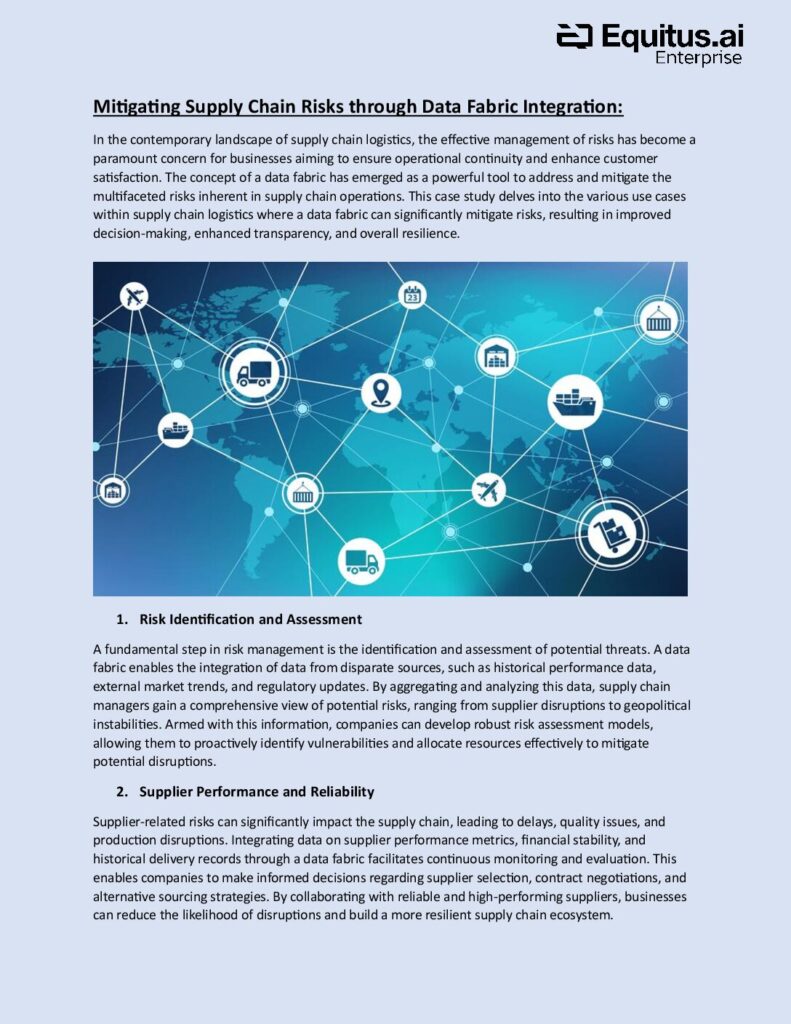 Equitus.ai
Enterprise
Mitigating Supply Chain Risks through Data Fabric Integration:
In the contemporary landscape of supply chain logistics, the effective management of risks has become a
paramount concern for businesses aiming to ensure operational continuity and enhance customer
satisfaction. The concept of a data fabric has emerged as a powerful tool to address and mitigate the
multifaceted risks inherent in supply chain operations. This case study delves into the various use cases
within supply chain logistics where a data fabric can significantly mitigate risks, resulting in improved
decision-making, enhanced transparency, and overall resilience.
23
1. Risk Identification and Assessment
A fundamental step in risk management is the identification and assessment of potential threats. A data
fabric enables the integration of data from disparate sources, such as historical performance data,
external market trends, and regulatory updates. By aggregating and analyzing this data, supply chain
managers gain a comprehensive view of potential risks, ranging from supplier disruptions to geopolitical
instabilities. Armed with this information, companies can develop robust risk assessment models,
allowing them to proactively identify vulnerabilities and allocate resources effectively to mitigate
potential disruptions.
2. Supplier Performance and Reliability
Supplier-related risks can significantly impact the supply chain, leading to delays, quality issues, and
production disruptions. Integrating data on supplier performance metrics, financial stability, and
historical delivery records through a data fabric facilitates continuous monitoring and evaluation. This
enables companies to make informed decisions regarding supplier selection, contract negotiations, and
alternative sourcing strategies. By collaborating with reliable and high-performing suppliers, businesses
can reduce the likelihood of disruptions and build a more resilient supply chain ecosystem.